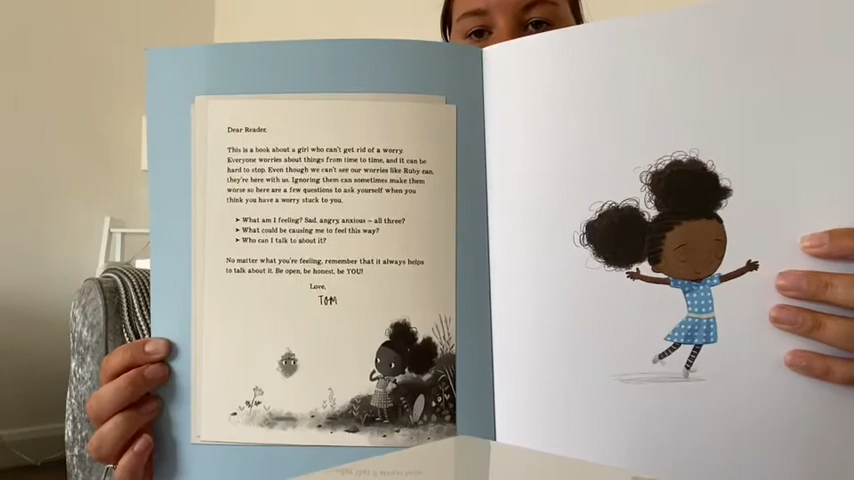 Dear Reader,
This is a book about a girl who can't get rid of a worry.
Everyone worries about things from time to time, and it can be
hard to stop. Even though we can't see our worries like Ruby can,
they're here with us. Ignoring them can sometimes make them
worse so here are a few questions to ask yourself when you
think you have a worry stuck to you.
➤ What am I feeling? Sad, angry, anxious – all three?
➤ What could be causing me to feel this way?
➤ Who can I talk to about it?
No matter what you're feeling, remember that it always helps
to talk about it. Be open, be honest, be YOU!
Love,
TOM